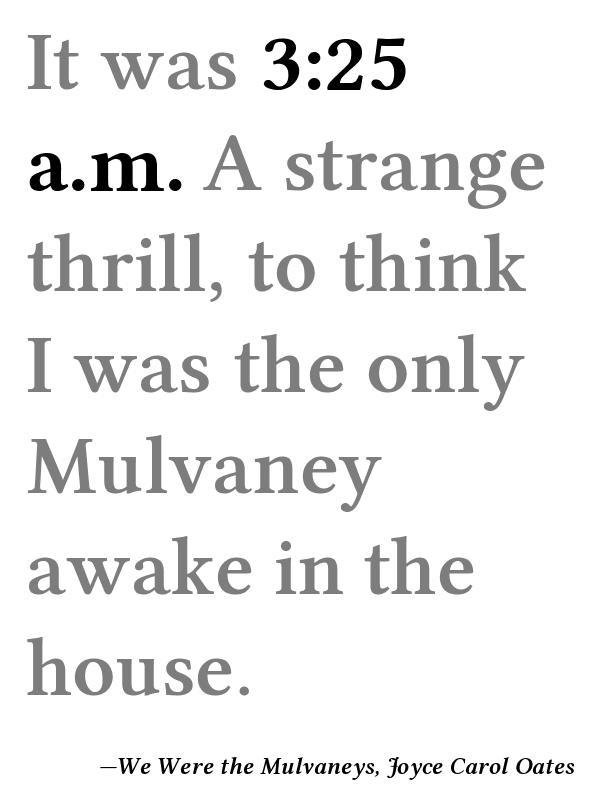 It was 3:25
a.m. A strange
thrill, to think
I was the only
Mulvaney
awake in the
house.
—We Were the Mulvaneys, Joyce Carol Oates